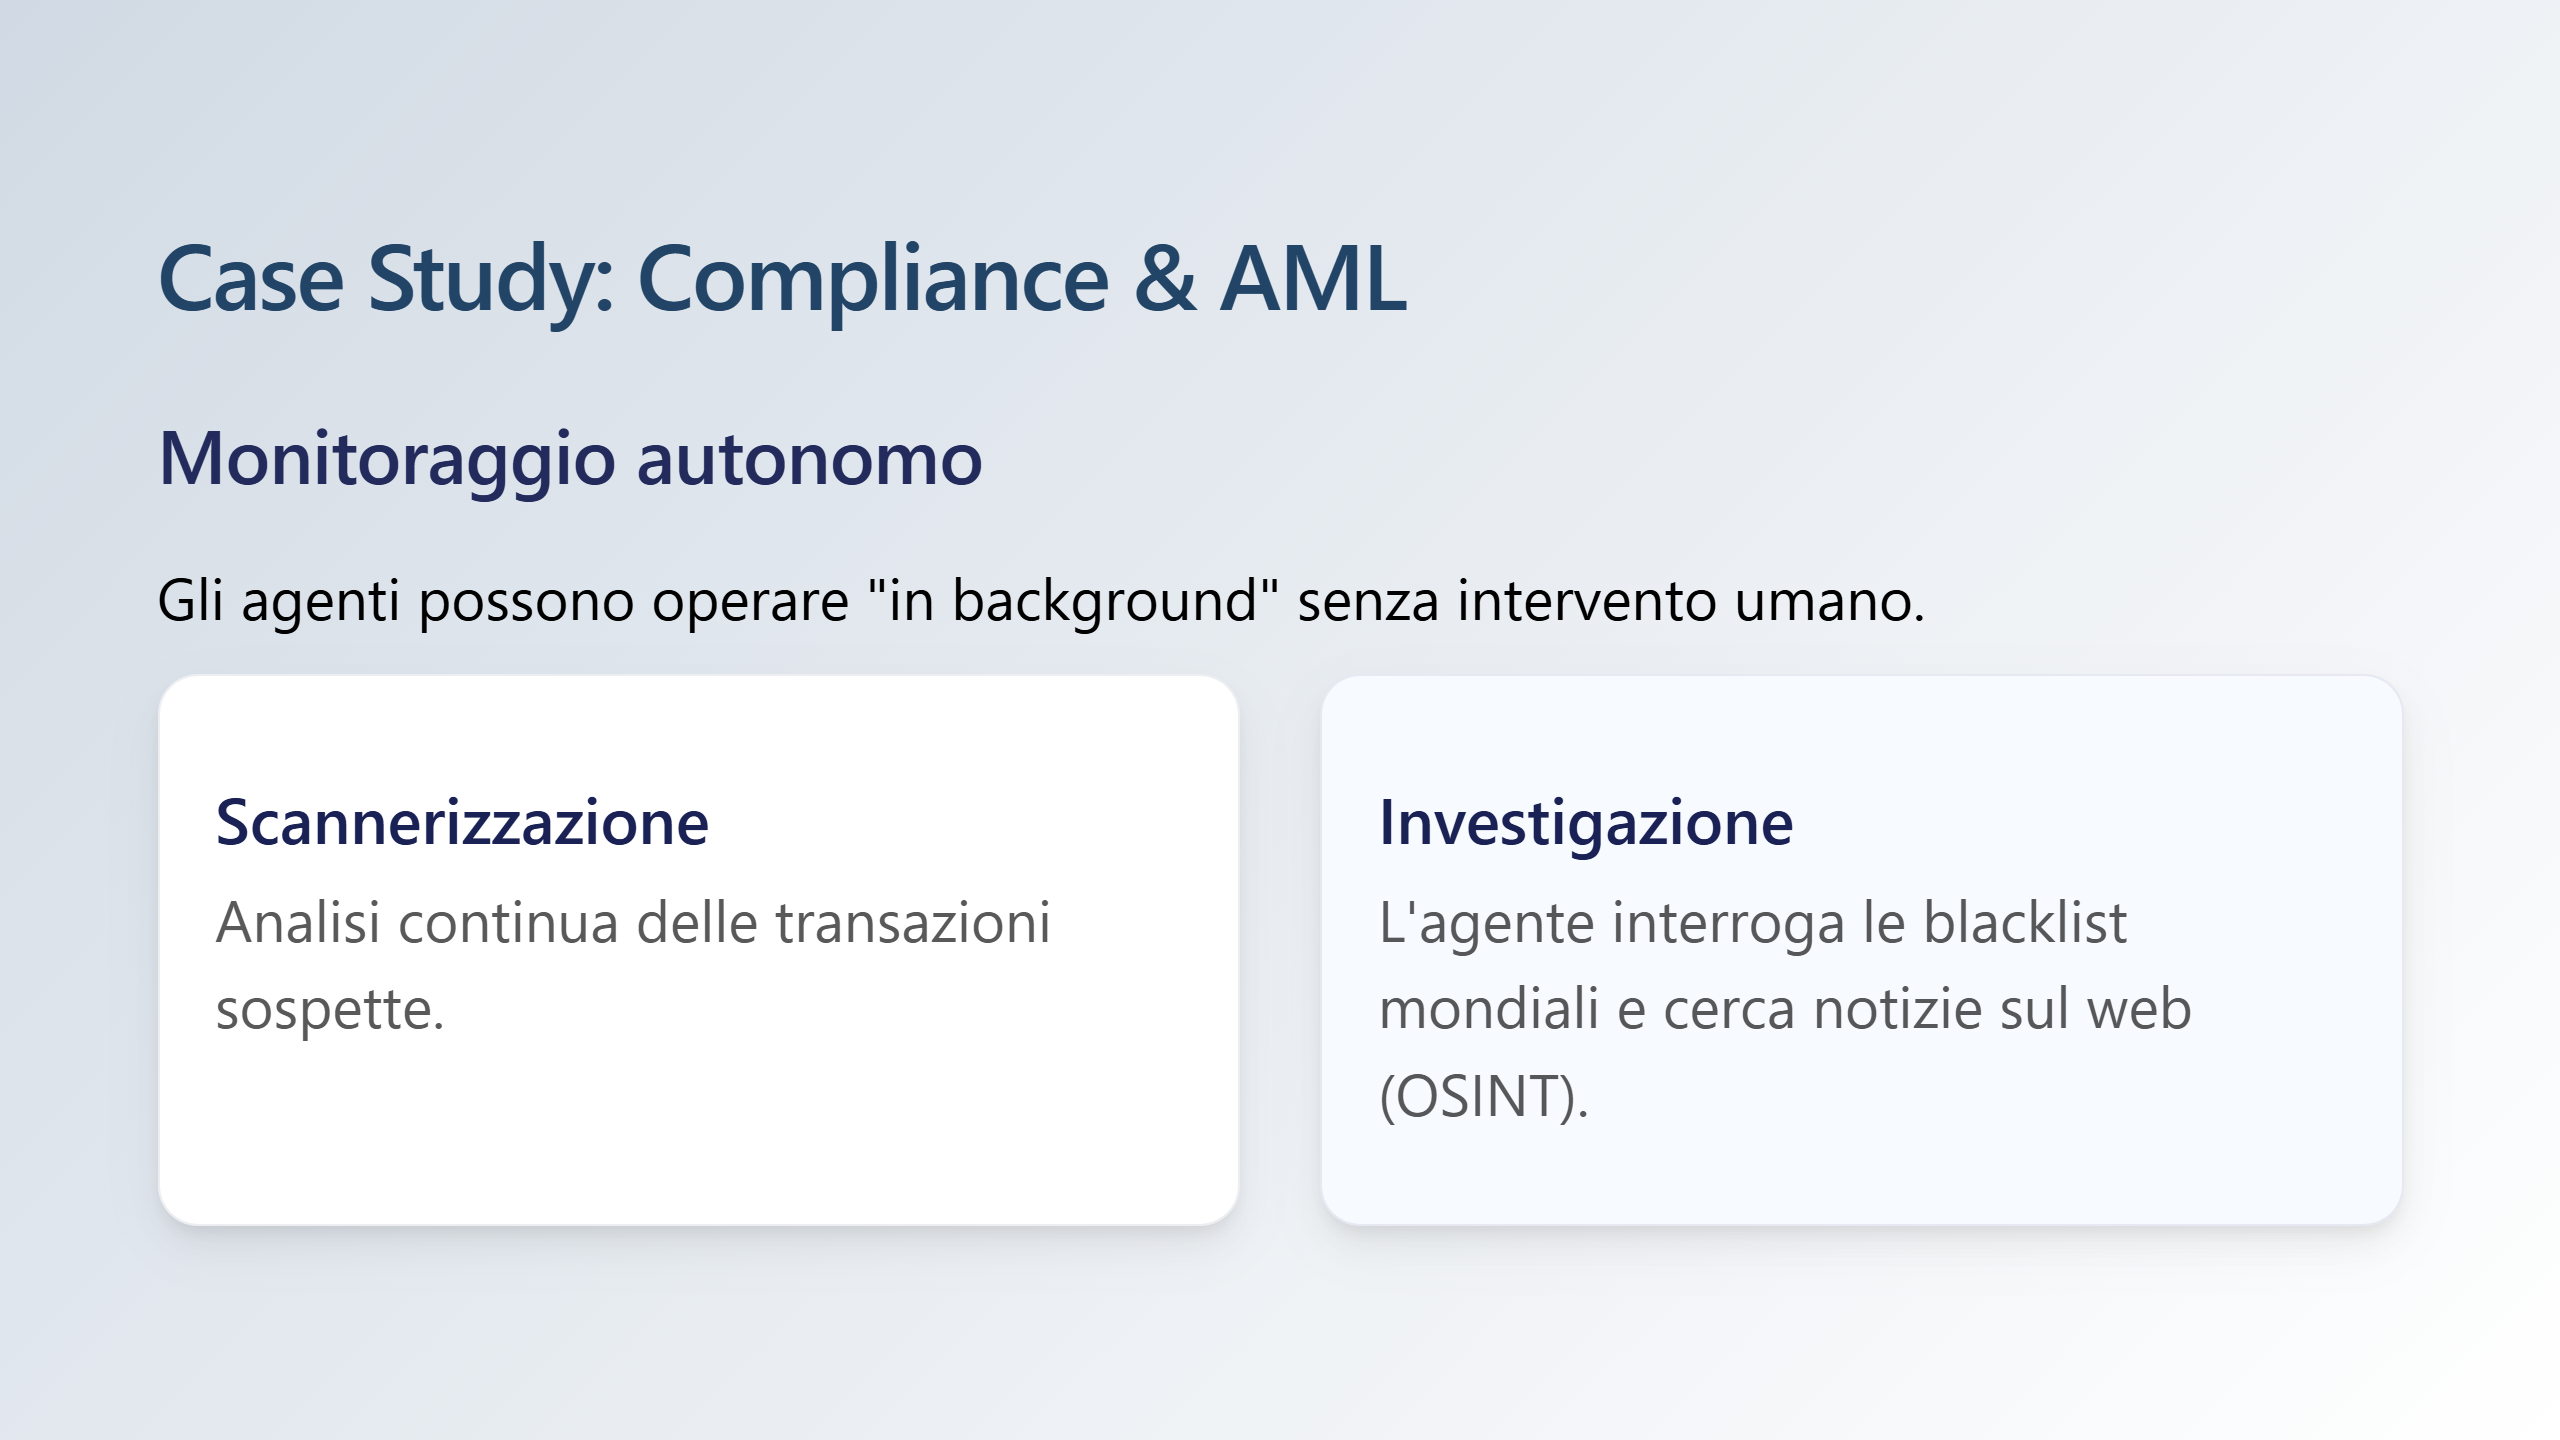 Case Study: Compliance & AML
Monitoraggio autonomo
Gli agenti possono operare "in background" senza intervento umano.
Scannerizzazione
Analisi continua delle transazioni
sospette.
Investigazione
L'agente interroga le blacklist
mondiali e cerca notizie sul web
(OSINT).